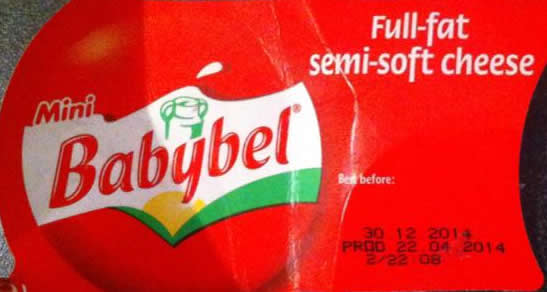 Full-fat
semi-soft cheese
Mini
Babybel®
Best before:
30 12 2014
PROD 22 04 2014
2/22:08